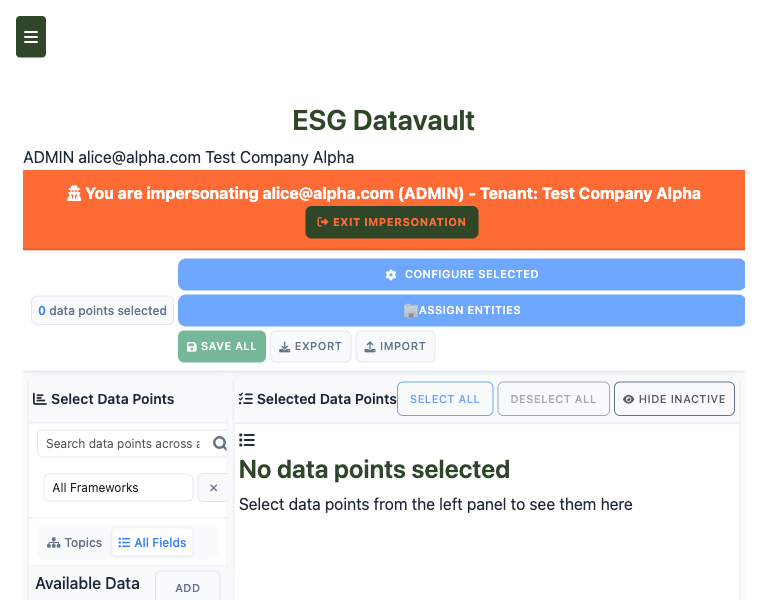 ESG Datavault
ADMIN alice@alpha.com Test Company Alpha
You are impersonating alice@alpha.com (ADMIN) - Tenant: Test Company Alpha
EXIT IMPERSONATION
CONFIGURE SELECTED
0 data points selected
ASSIGN ENTITIES
SAVE ALL EXPORT IMPORT
Select Data Points
Search data points across a
All Frameworks ×
Topics All Fields
Available Data ADD
Selected Data Points SELECT ALL DESELECT ALL HIDE INACTIVE
No data points selected
Select data points from the left panel to see them here